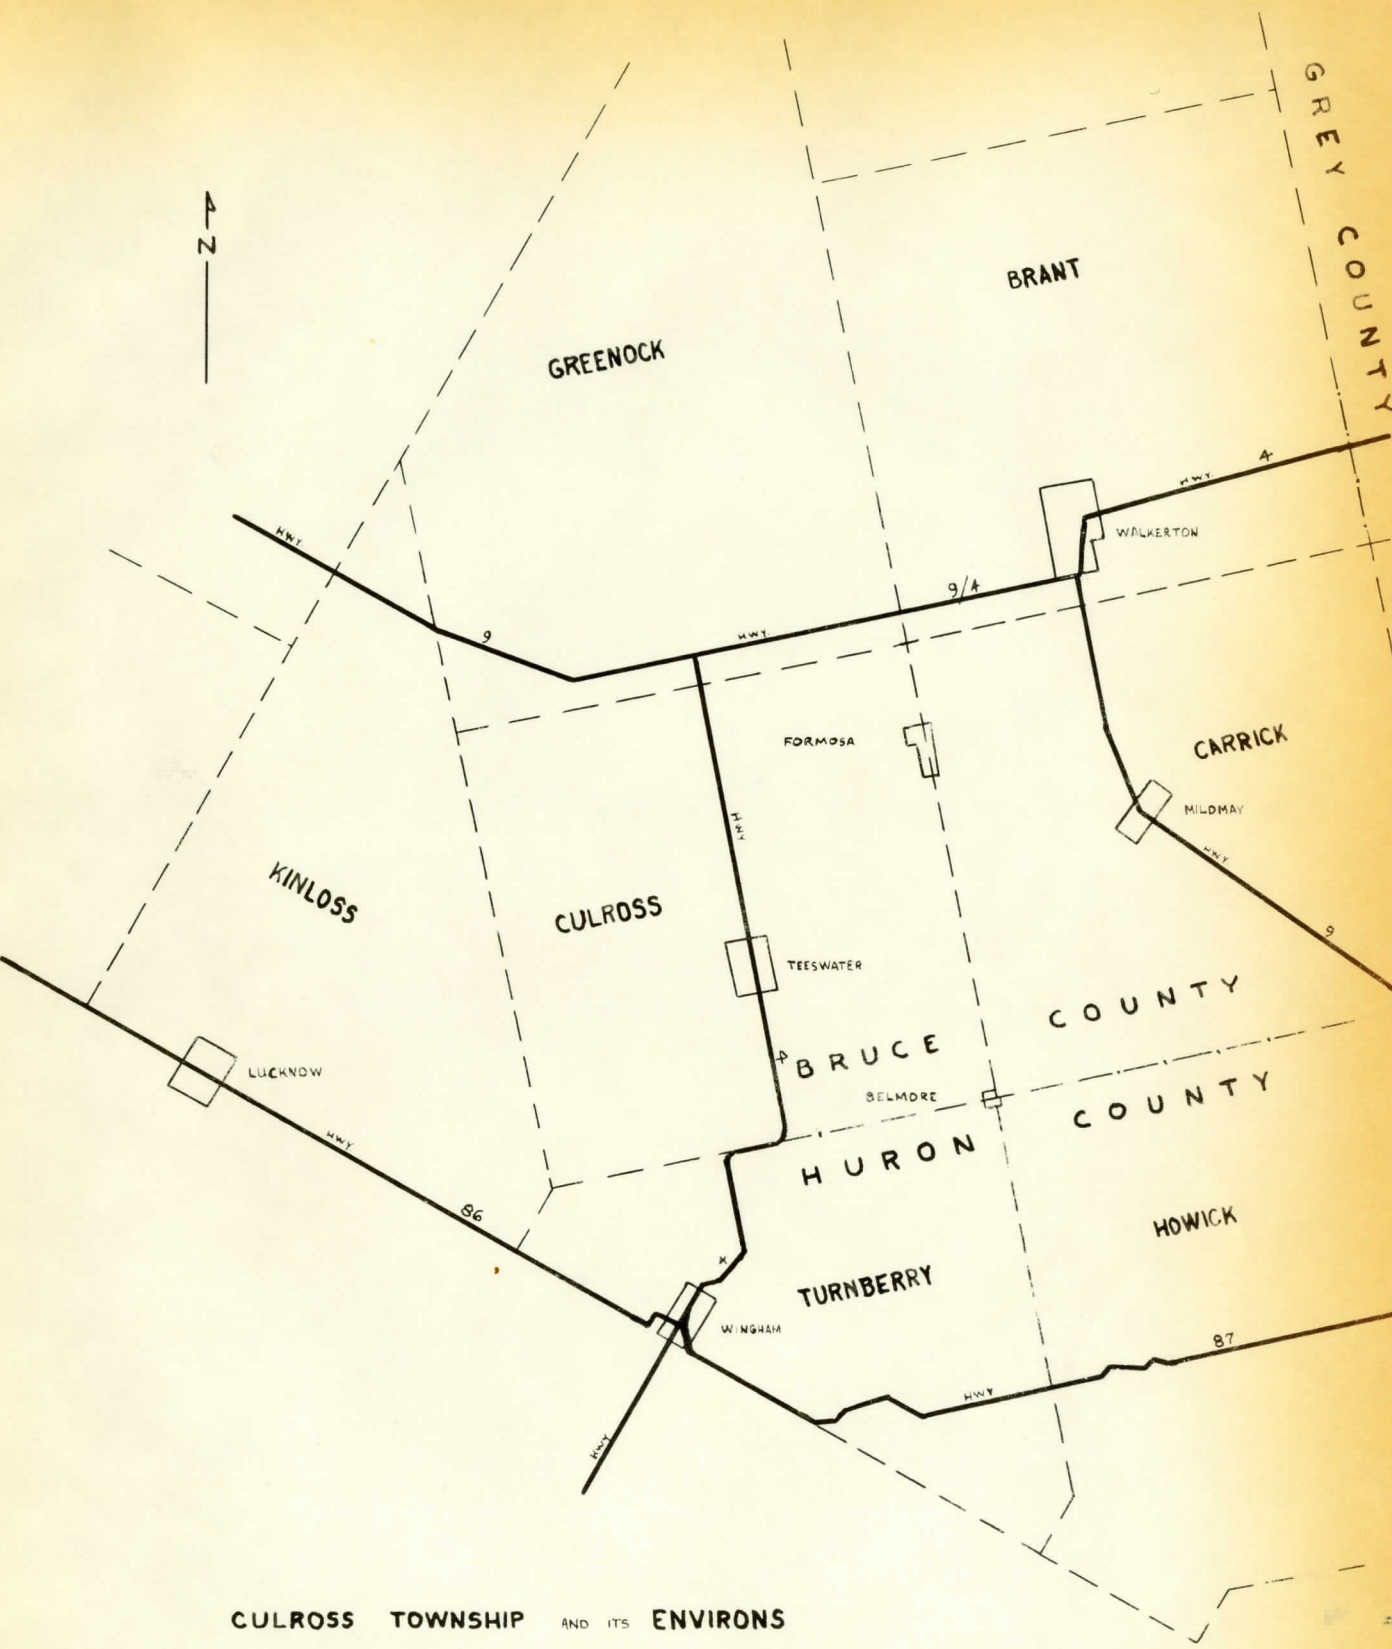 GREY COUNTY
N
BRANT
GREENOCK
HWY. 4
HWY.
WALKERTON
9/4
9
HWY.
FORMOSA
CARRICK
MILDMAY
HWY
HWY.
KINLOSS
CULROSS
9
TEESWATER
BRUCE COUNTY
4
LUCKNOW
BELMORE
HURON COUNTY
HWY
86
HOWICK
TURNBERRY
WINGHAM
87
HWY
HWY
CULROSS TOWNSHIP AND ITS ENVIRONS